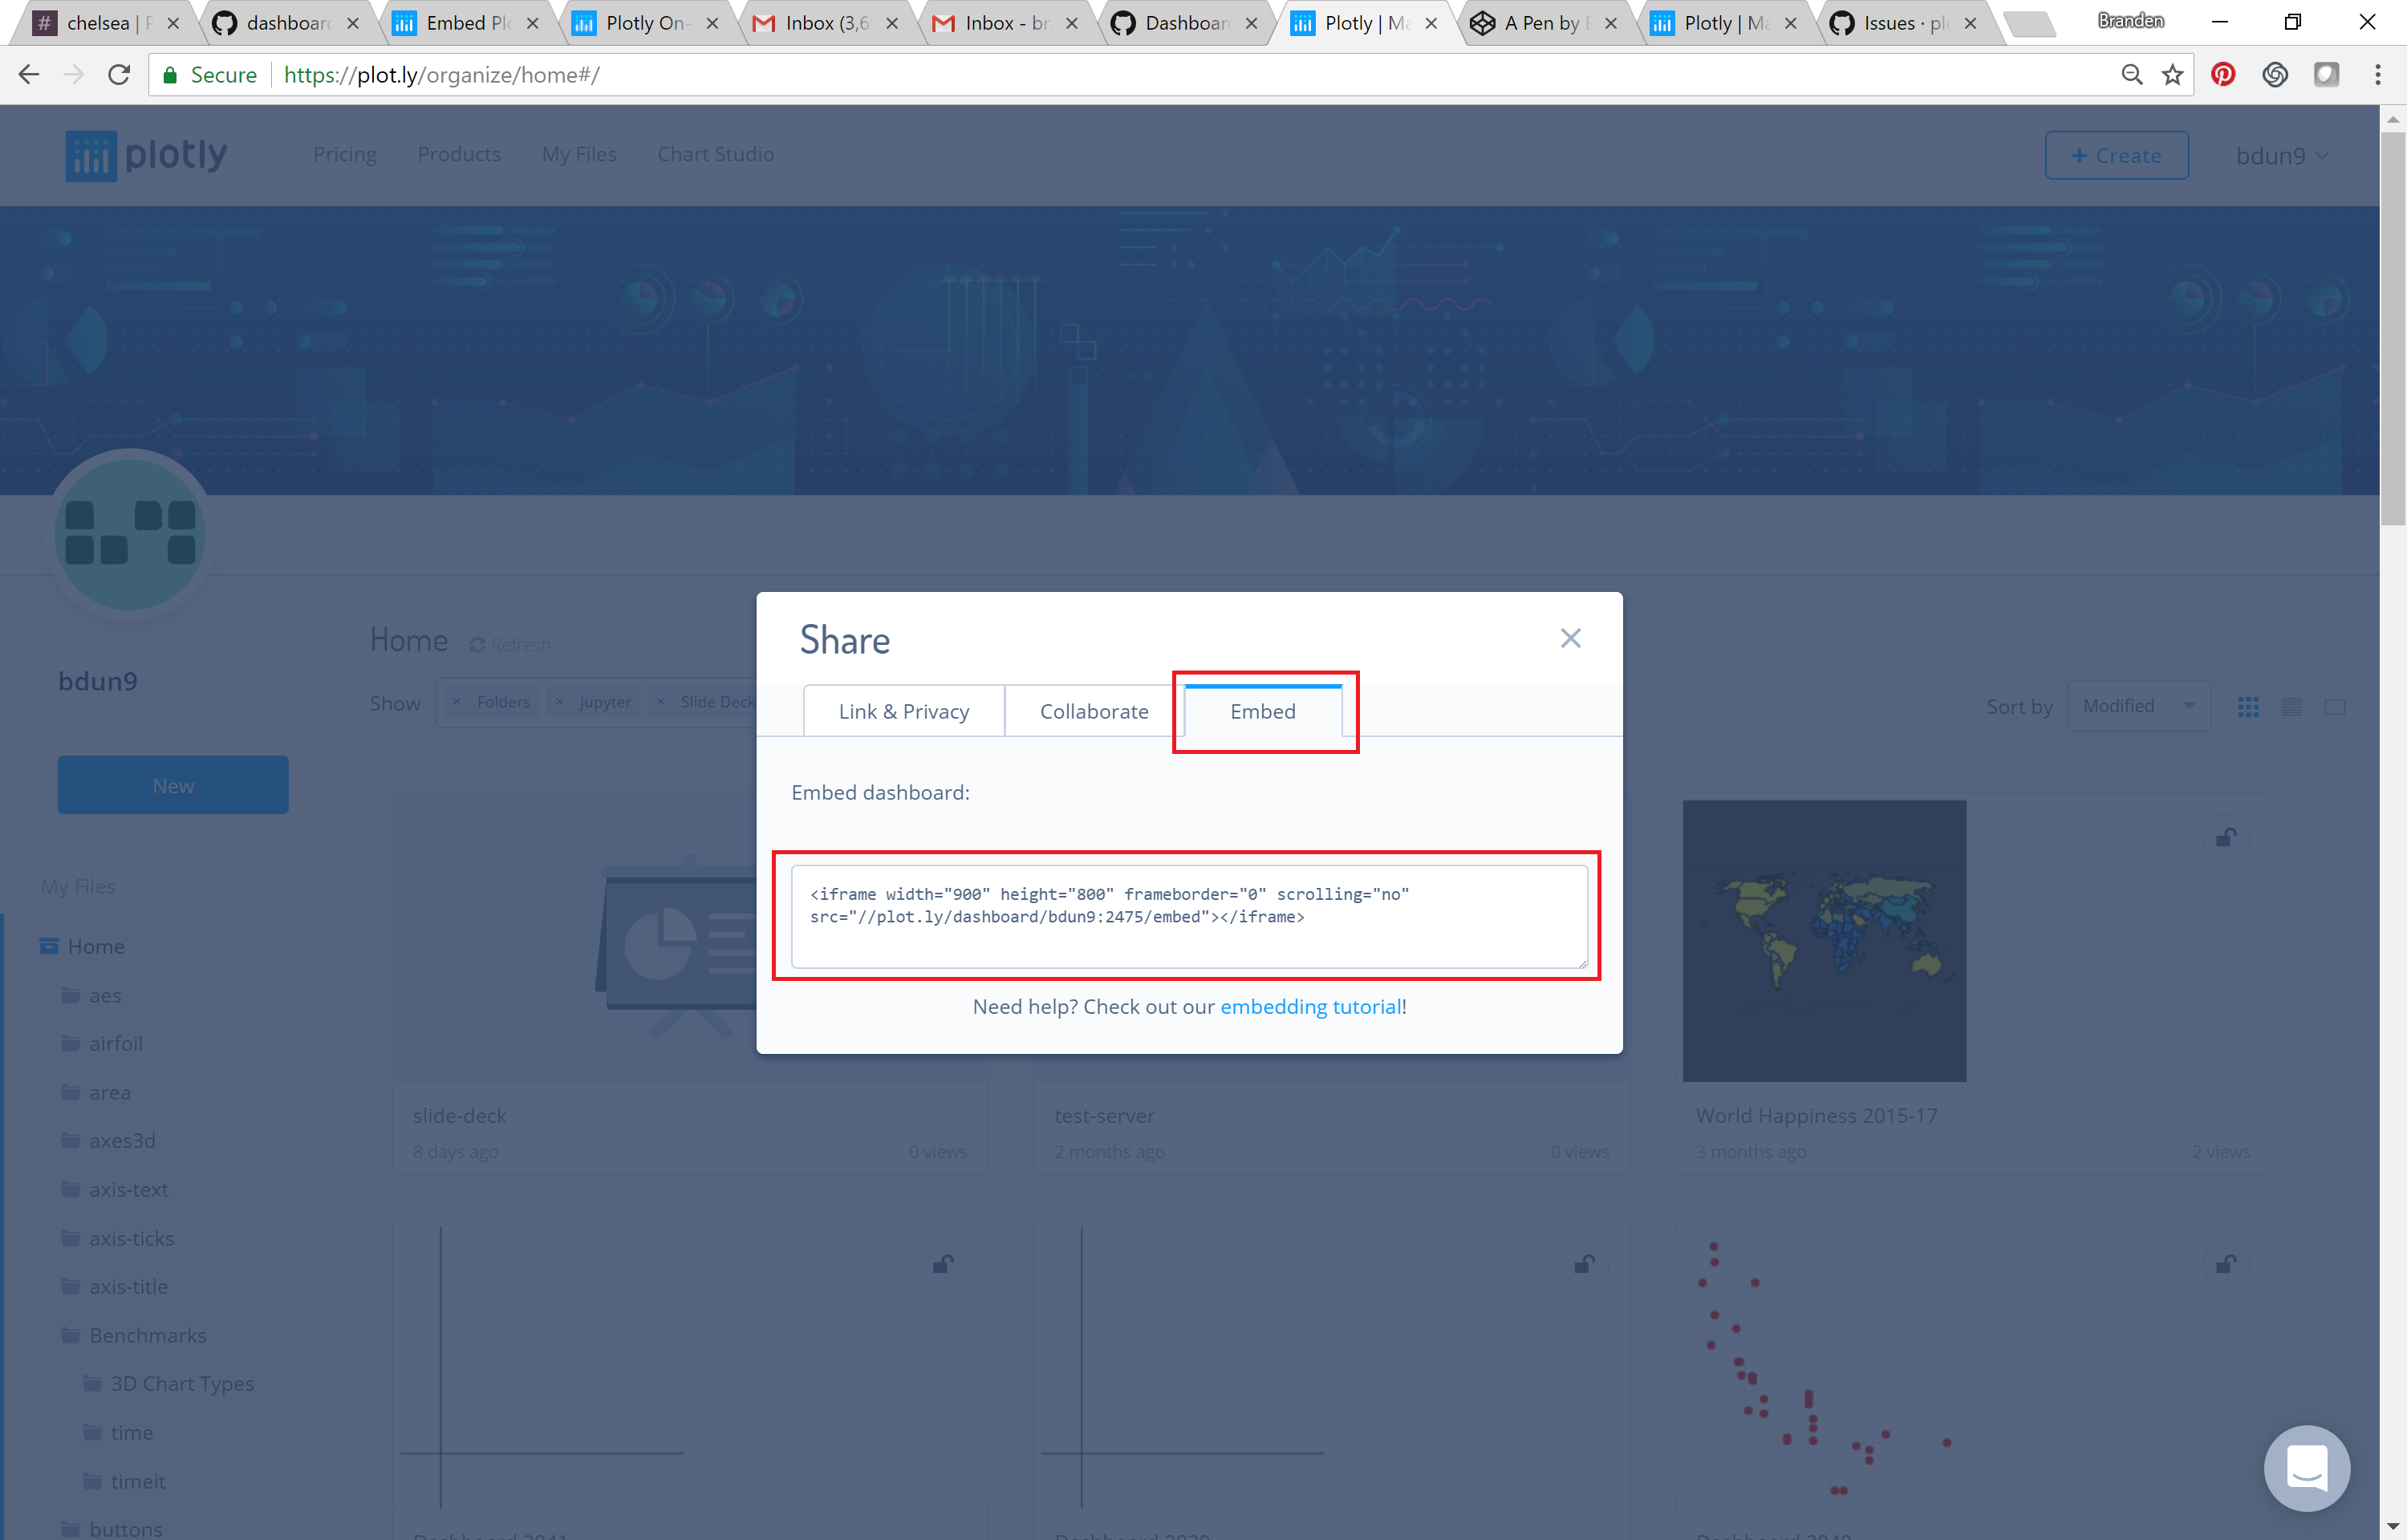 # chelsea | P
dashboar
Embed Plo
Plotly On-
Inbox (3,6
Inbox - br
Dashboar
Plotly | Ma
A Pen by B
Plotly | Ma
Issues · pl
Branden
Secure
https://plot.ly/organize/home#/
plotly
Pricing
Products
My Files
Chart Studio
+ Create
bdun9
bdun9
Home
Refresh
Show
× Folders
× Jupyter
× Slide Deck
Sort by
Modified
New
My Files
Home
aes
airfoil
area
axes3d
axis-text
axis-ticks
axis-title
Benchmarks
3D Chart Types
time
timeit
buttons
Share
Link & Privacy
Collaborate
Embed
Embed dashboard:
<iframe width="900" height="800" frameborder="0" scrolling="no"
src="//plot.ly/dashboard/bdun9:2475/embed"></iframe>
Need help? Check out our embedding tutorial!
slide-deck
8 days ago
0 views
test-server
2 months ago
0 views
World Happiness 2015-17
3 months ago
2 views